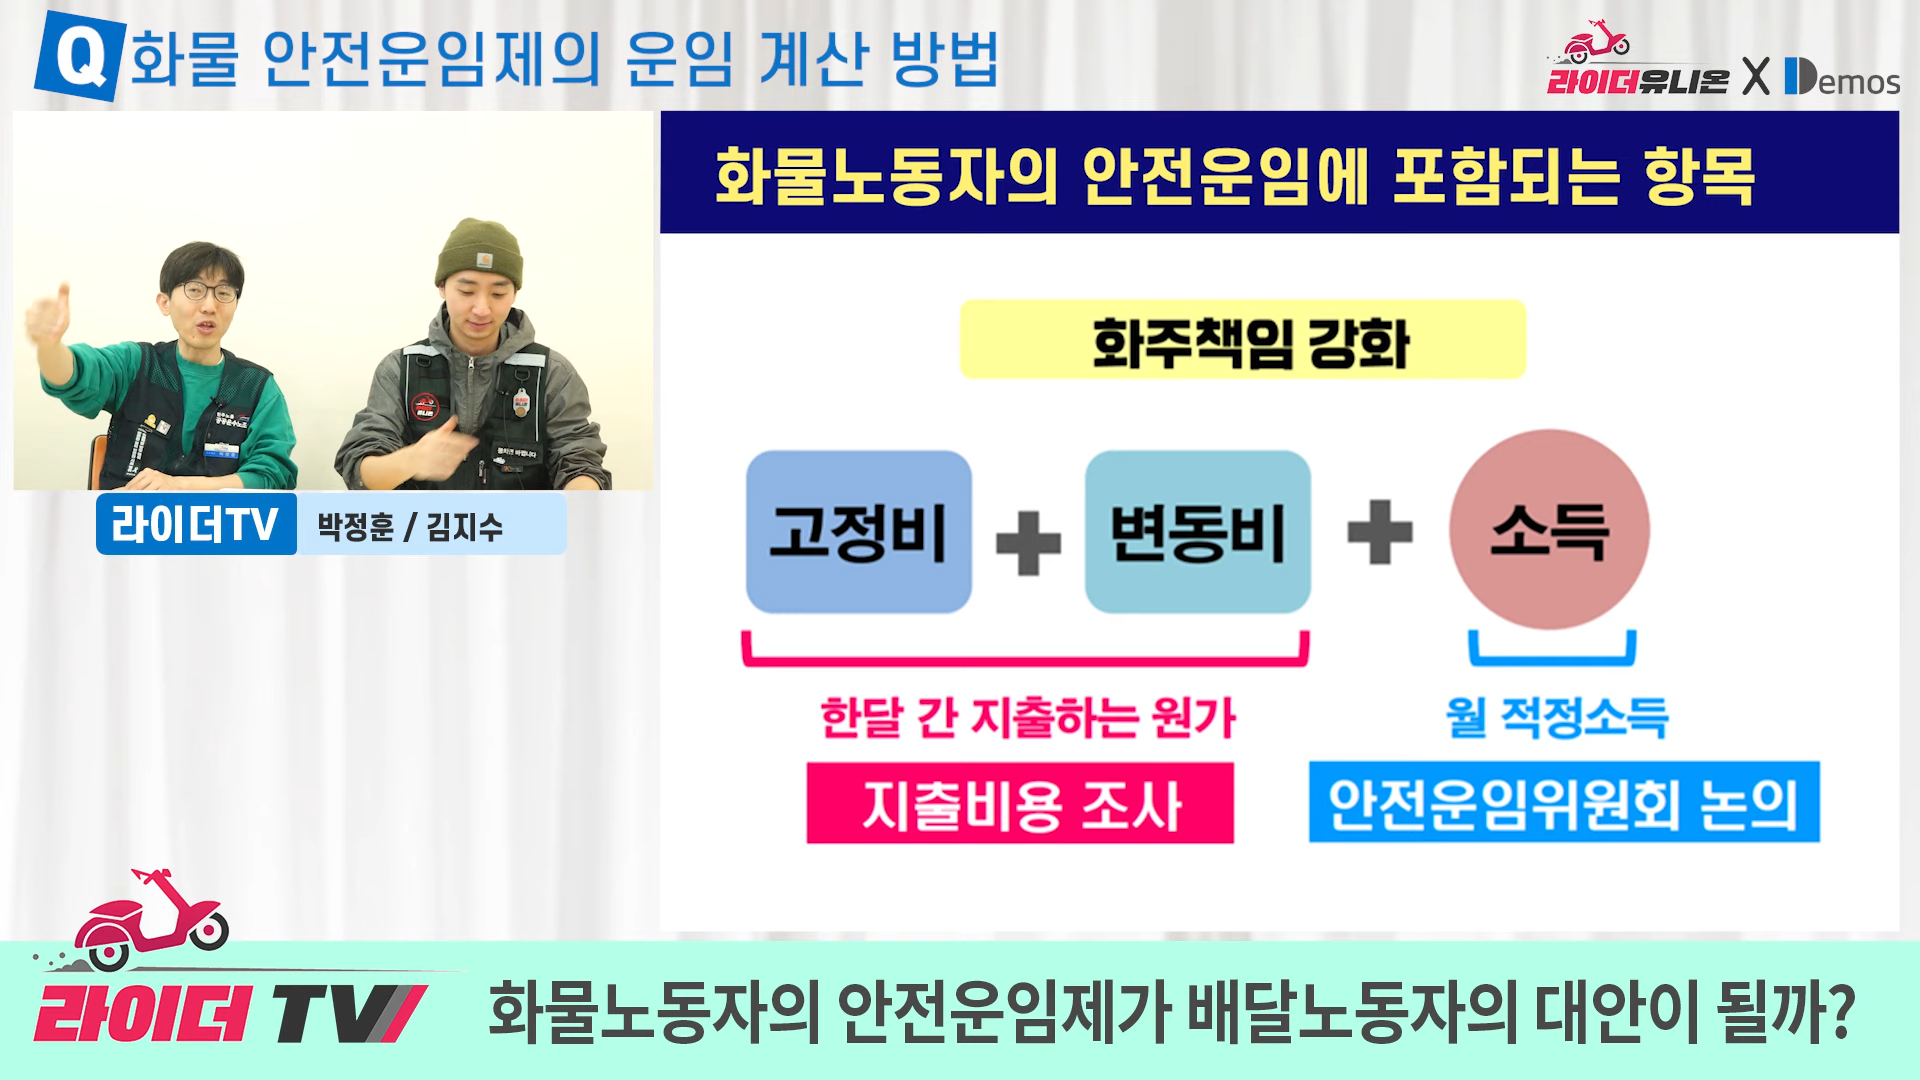 Q 화물 안전운임제의 운임 계산 방법
라이더유니온 X Demos
화물노동자의 안전운임에 포함되는 항목
화주책임 강화
고정비 + 변동비 + 소득
한달 간 지출하는 원가
월 적정소득
지출비용 조사
안전운임위원회 논의
라이더TV 박정훈 / 김지수
라이더 TV
화물노동자의 안전운임제가 배달노동자의 대안이 될까?